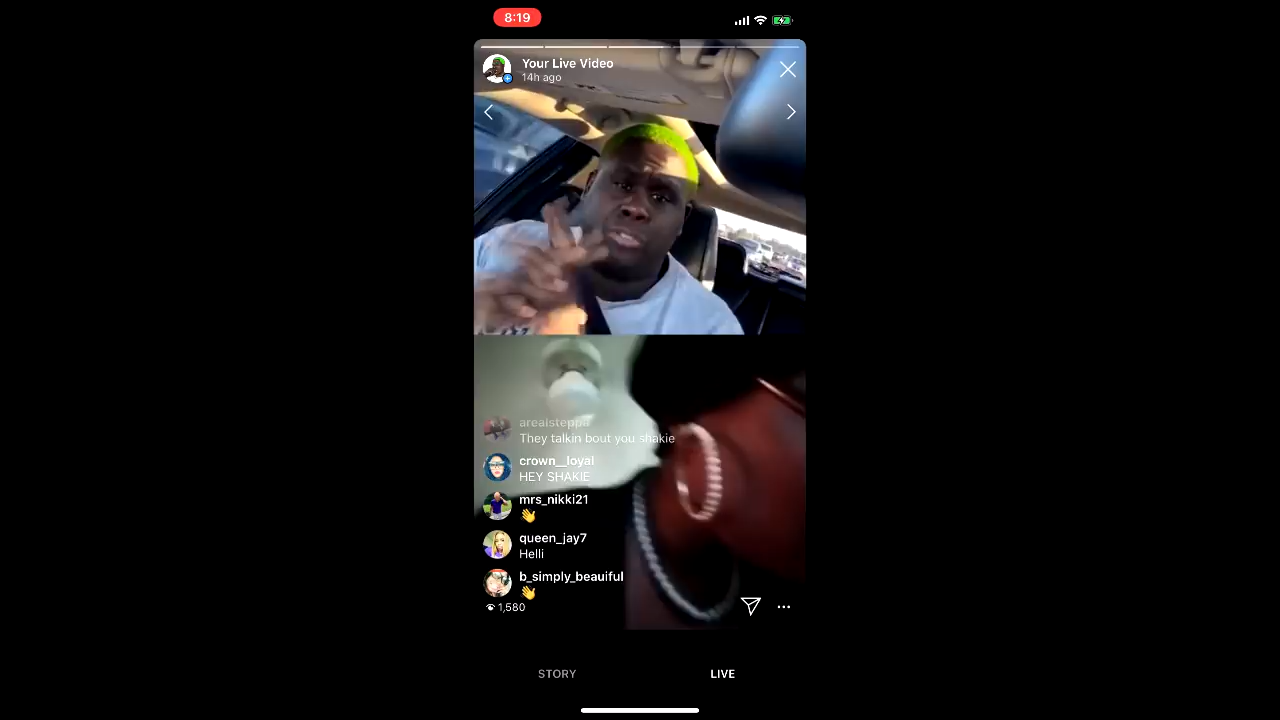 8:19
Your Live Video
14h ago
arealsteppa
They talkin bout you shakie
crown__loyal
HEY SHAKIE
mrs_nikki21
queen_jay7
Helli
b_simply_beauiful
1,580
STORY
LIVE